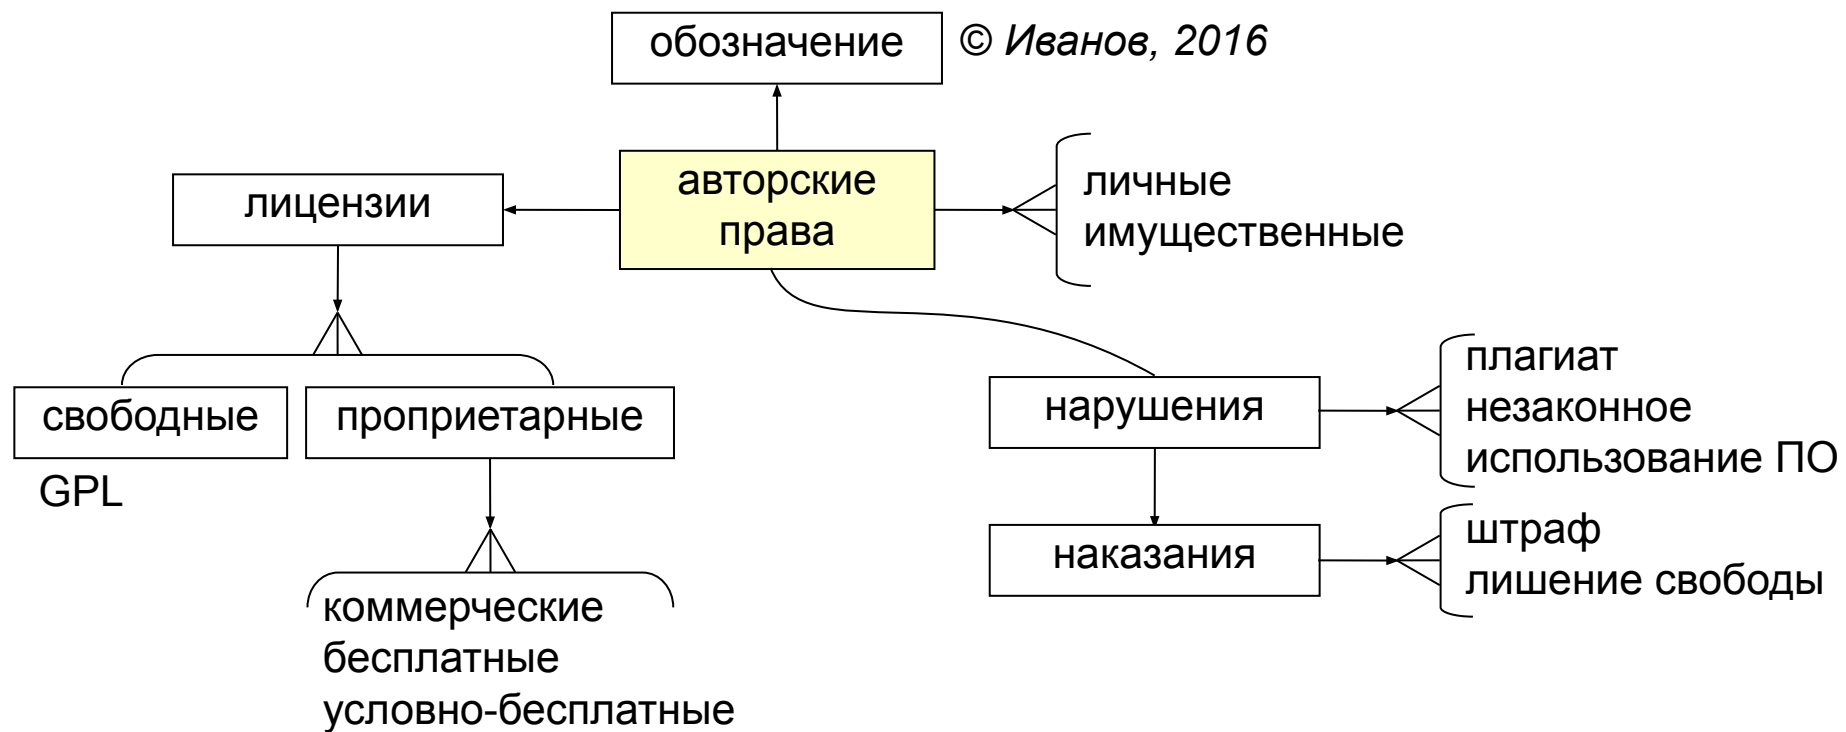 обозначение
© Иванов, 2016
авторские
права
личные
имущественные
лицензии
свободные
проприетарные
GPL
коммерческие
бесплатные
условно-бесплатные
нарушения
плагиат
незаконное
использование ПО
наказания
штраф
лишение свободы